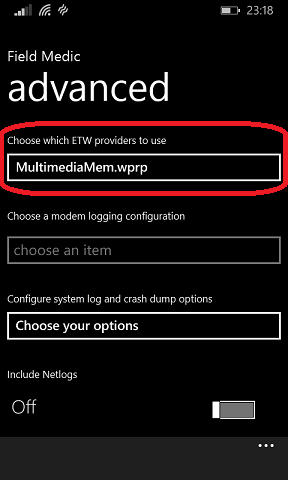 23:18
Field Medic
advanced
Choose which ETW providers to use
MultimediaMem.wprp
Choose a modem logging configuration
choose an item
Configure system log and crash dump options
Choose your options
Include Netlogs
Off